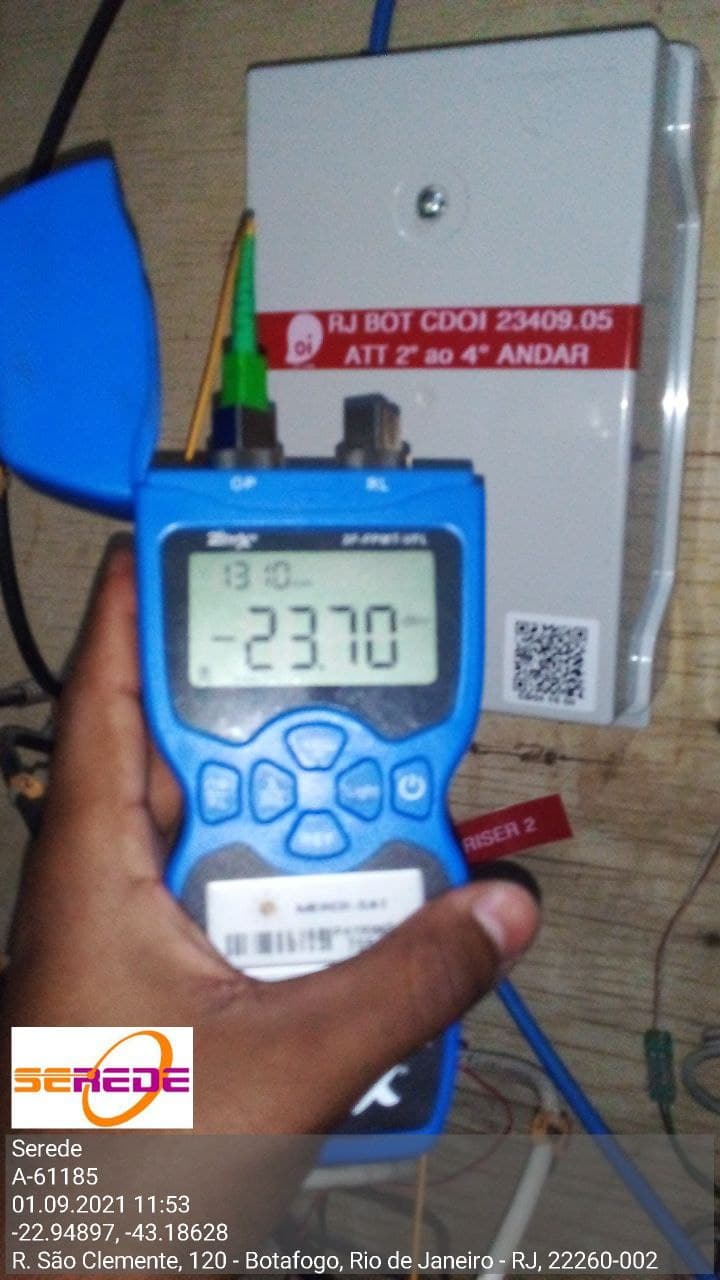 RJ BOT CDOI 23409.05
Oi
ATT 2° ao 4° ANDAR
OP RL
1310
-23.70
RISER 2
SEREDE
Serede
A-61185
01.09.2021 11:53
-22.94897, -43.18628
R. São Clemente, 120 - Botafogo, Rio de Janeiro - RJ, 22260-002